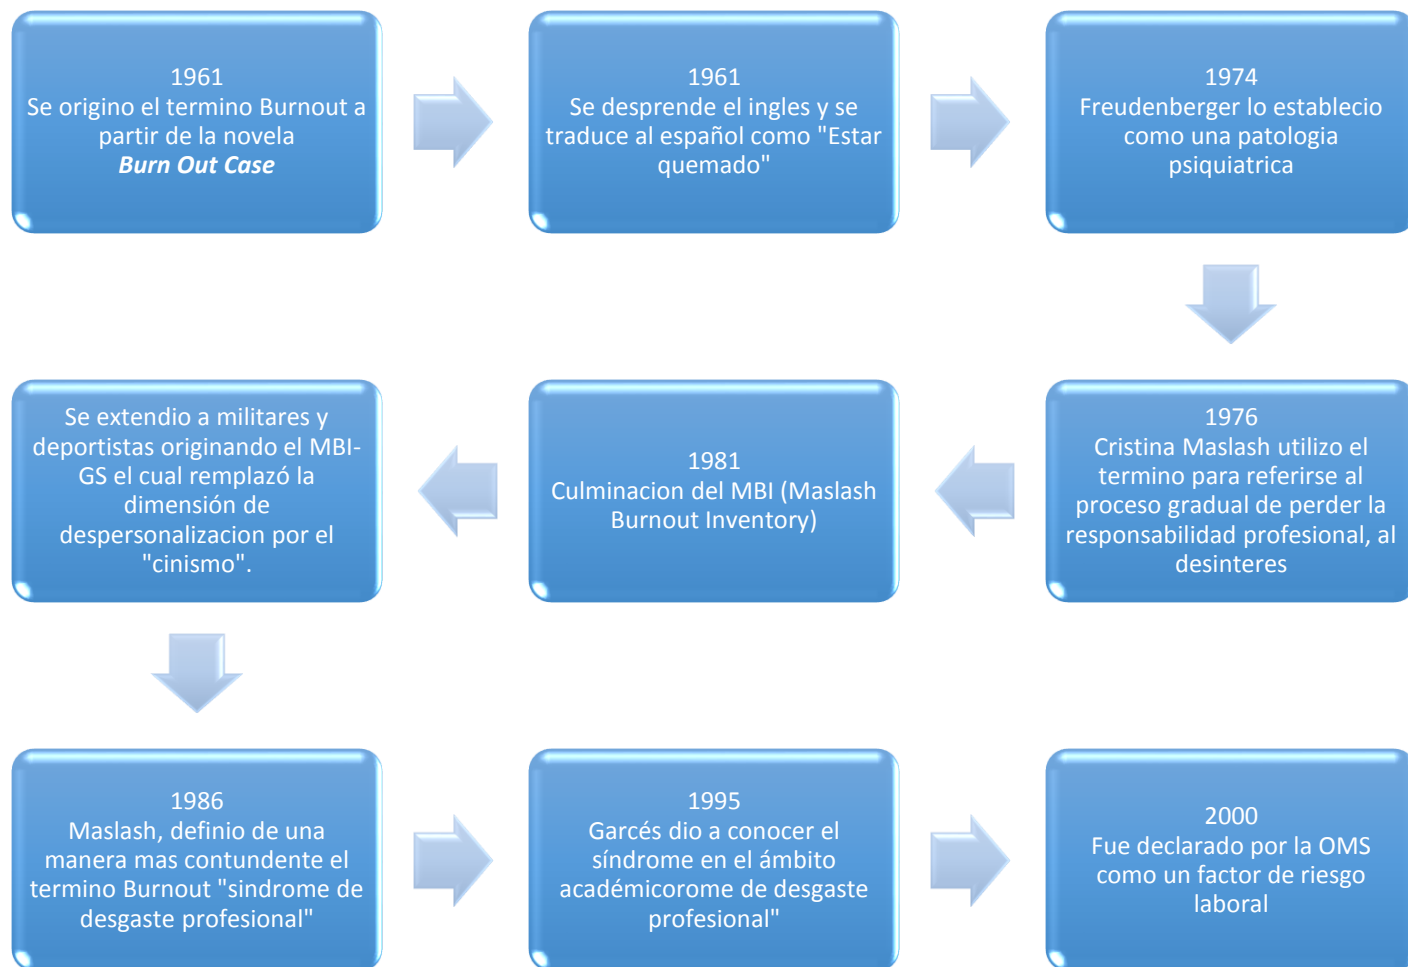 1961
Se origino el termino Burnout a
partir de la novela
Burn Out Case
1961
Se desprende el ingles y se
traduce al español como "Estar
quemado"
1974
Freudenberger lo establecio
como una patologia
psiquiatrica
1976
Cristina Maslash utilizo el
termino para referirse al
proceso gradual de perder la
responsabilidad profesional, al
desinteres
1981
Culminacion del MBI (Maslash
Burnout Inventory)
Se extendio a militares y
deportistas originando el MBI-
GS el cual remplazó la
dimensión de
despersonalizacion por el
"cinismo".
1986
Maslash, definio de una
manera mas contundente el
termino Burnout "sindrome de
desgaste profesional"
1995
Garcés dio a conocer el
síndrome en el ámbito
académicorome de desgaste
profesional"
2000
Fue declarado por la OMS
como un factor de riesgo
laboral